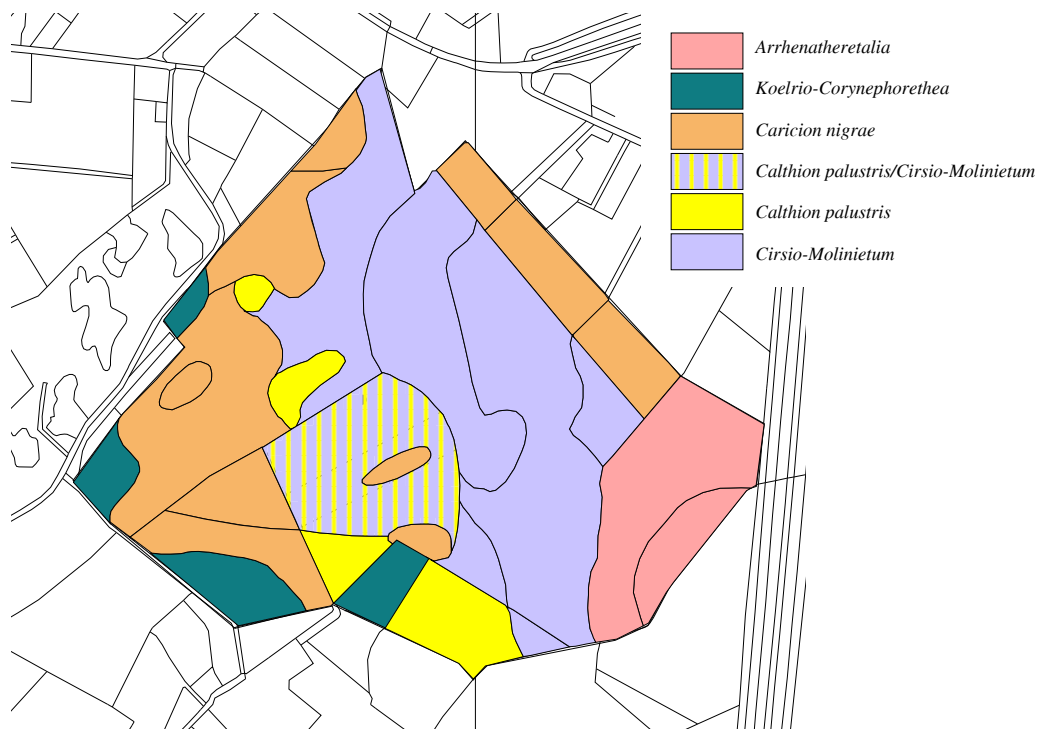 Arrhenatheretalia
Koelrio-Corynephorethea
Caricion nigrae
Calthion palustris/Cirsio-Molinietum
Calthion palustris
Cirsio-Molinietum